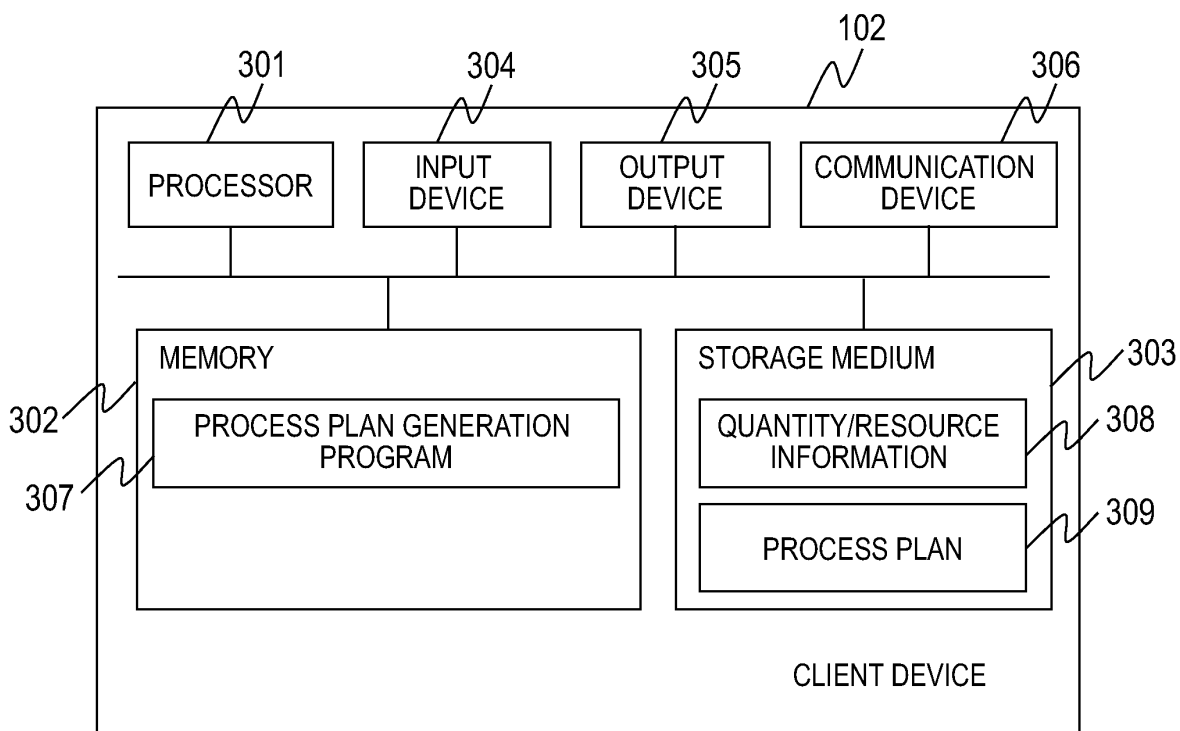 102
301
304
305
306
PROCESSOR
INPUT
DEVICE
OUTPUT
DEVICE
COMMUNICATION
DEVICE
MEMORY
STORAGE MEDIUM
303
302
PROCESS PLAN GENERATION
PROGRAM
QUANTITY/RESOURCE
INFORMATION
308
307
309
PROCESS PLAN
CLIENT DEVICE